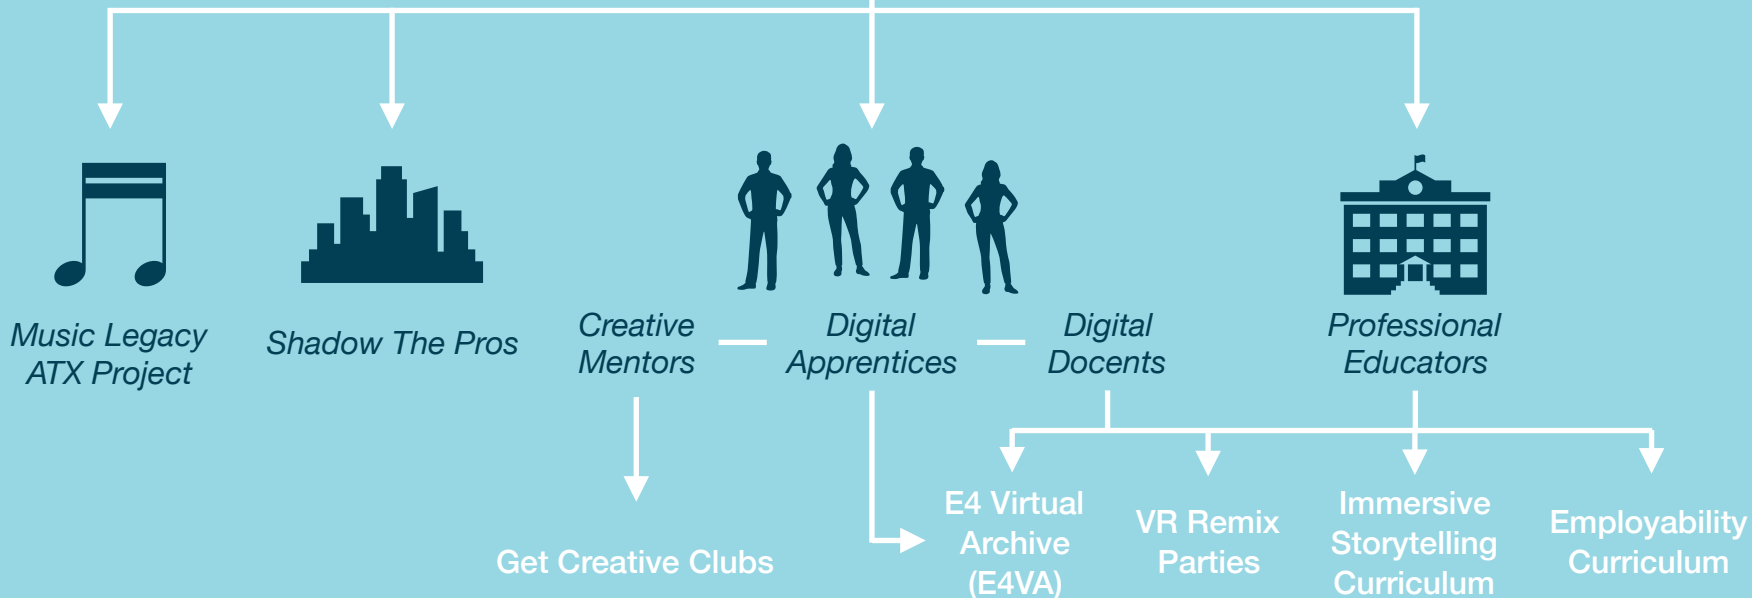 Music Legacy
ATX Project
Shadow The Pros
Creative
Mentors
Digital
Apprentices
Digital
Docents
Professional
Educators
Get Creative Clubs
E4 Virtual
Archive
(E4VA)
VR Remix
Parties
Immersive
Storytelling
Curriculum
Employability
Curriculum